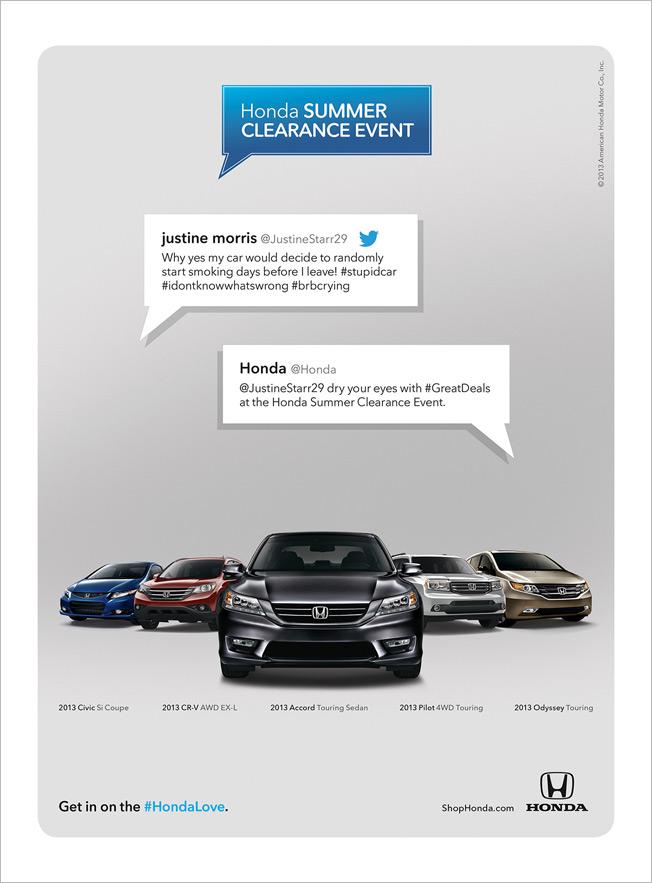 © 2013 American Honda Motor Co., Inc.
Honda SUMMER
CLEARANCE EVENT
justine morris @JustineStarr29
Why yes my car would decide to randomly
start smoking days before I leave! #stupidcar
#idontknowwhatswrong #brbcrying
Honda @Honda
@JustineStarr29 dry your eyes with #GreatDeals
at the Honda Summer Clearance Event.
2013 Civic Si Coupe
2013 CR-V AWD EX-L
2013 Accord Touring Sedan
2013 Pilot 4WD Touring
2013 Odyssey Touring
Get in on the #HondaLove.
ShopHonda.com
HONDA